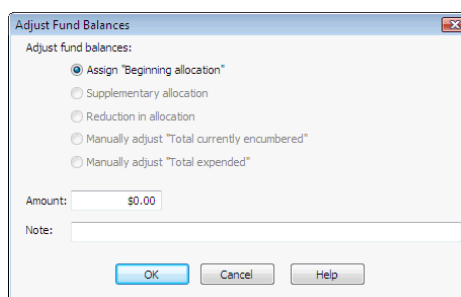 Adjust Fund Balances
Adjust fund balances:
Assign "Beginning allocation"
Supplementary allocation
Reduction in allocation
Manually adjust "Total currently encumbered"
Manually adjust "Total expended"
Amount: $0.00
Note:
OK Cancel Help